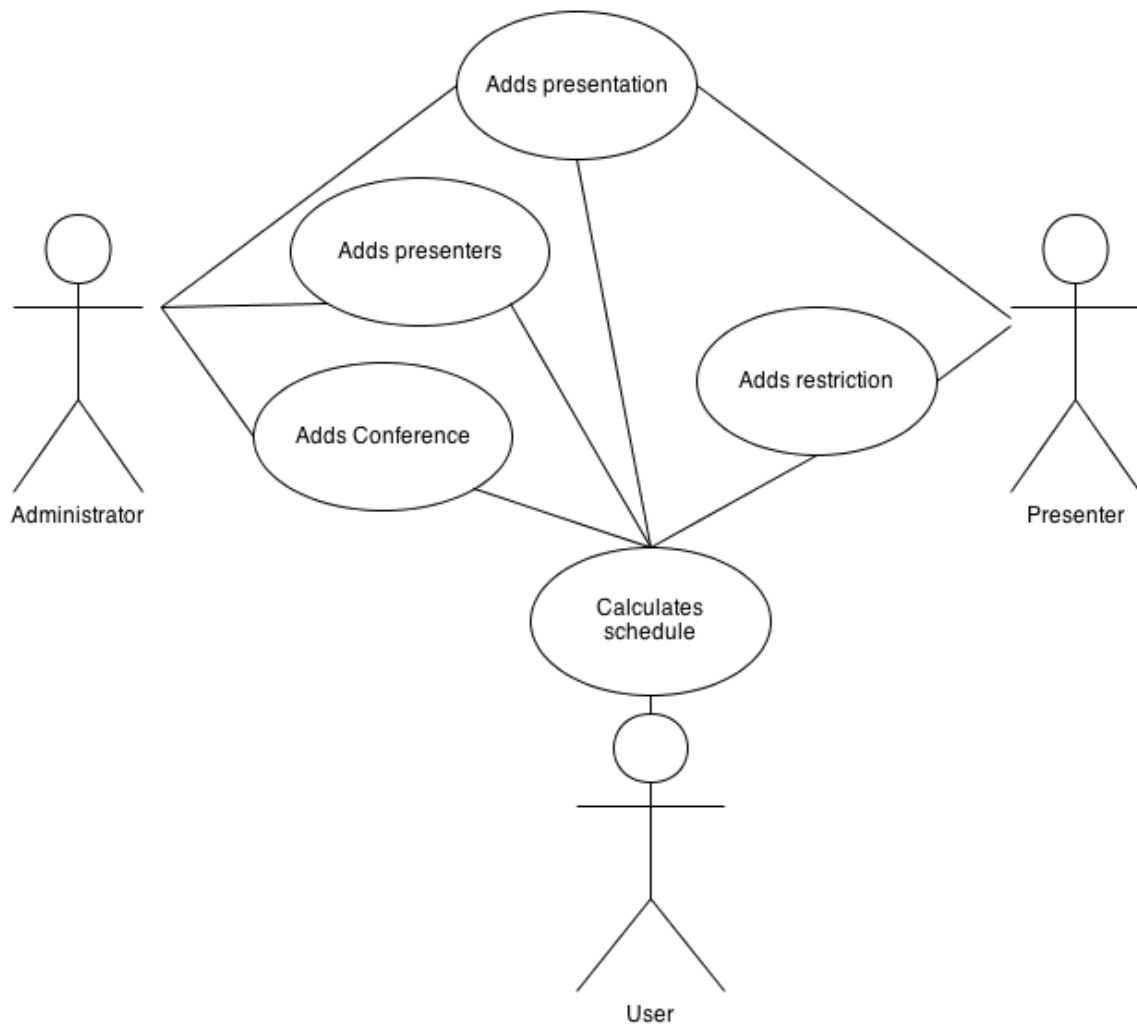 Adds presentation
Adds presenters
Adds restriction
Adds Conference
Administrator
Presenter
Calculates
schedule
User